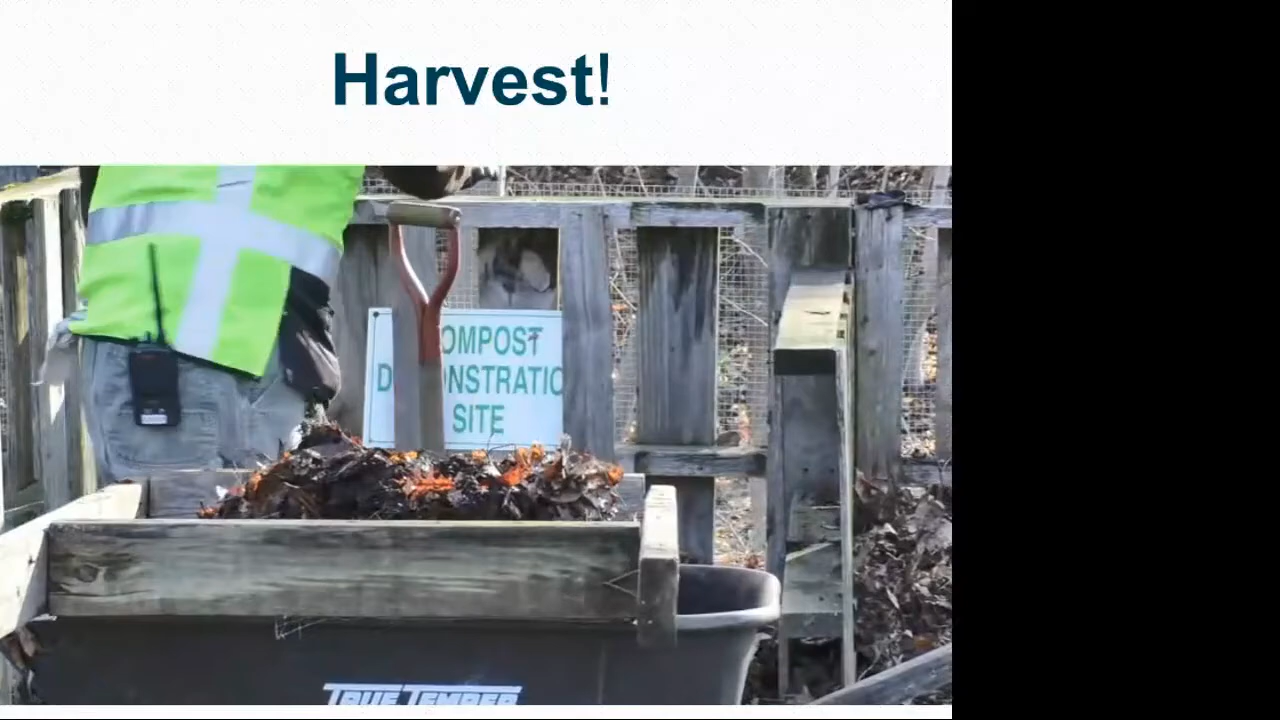 Harvest!
OMPOST
D NSTRATIO
SITE
TRUE TEMPER